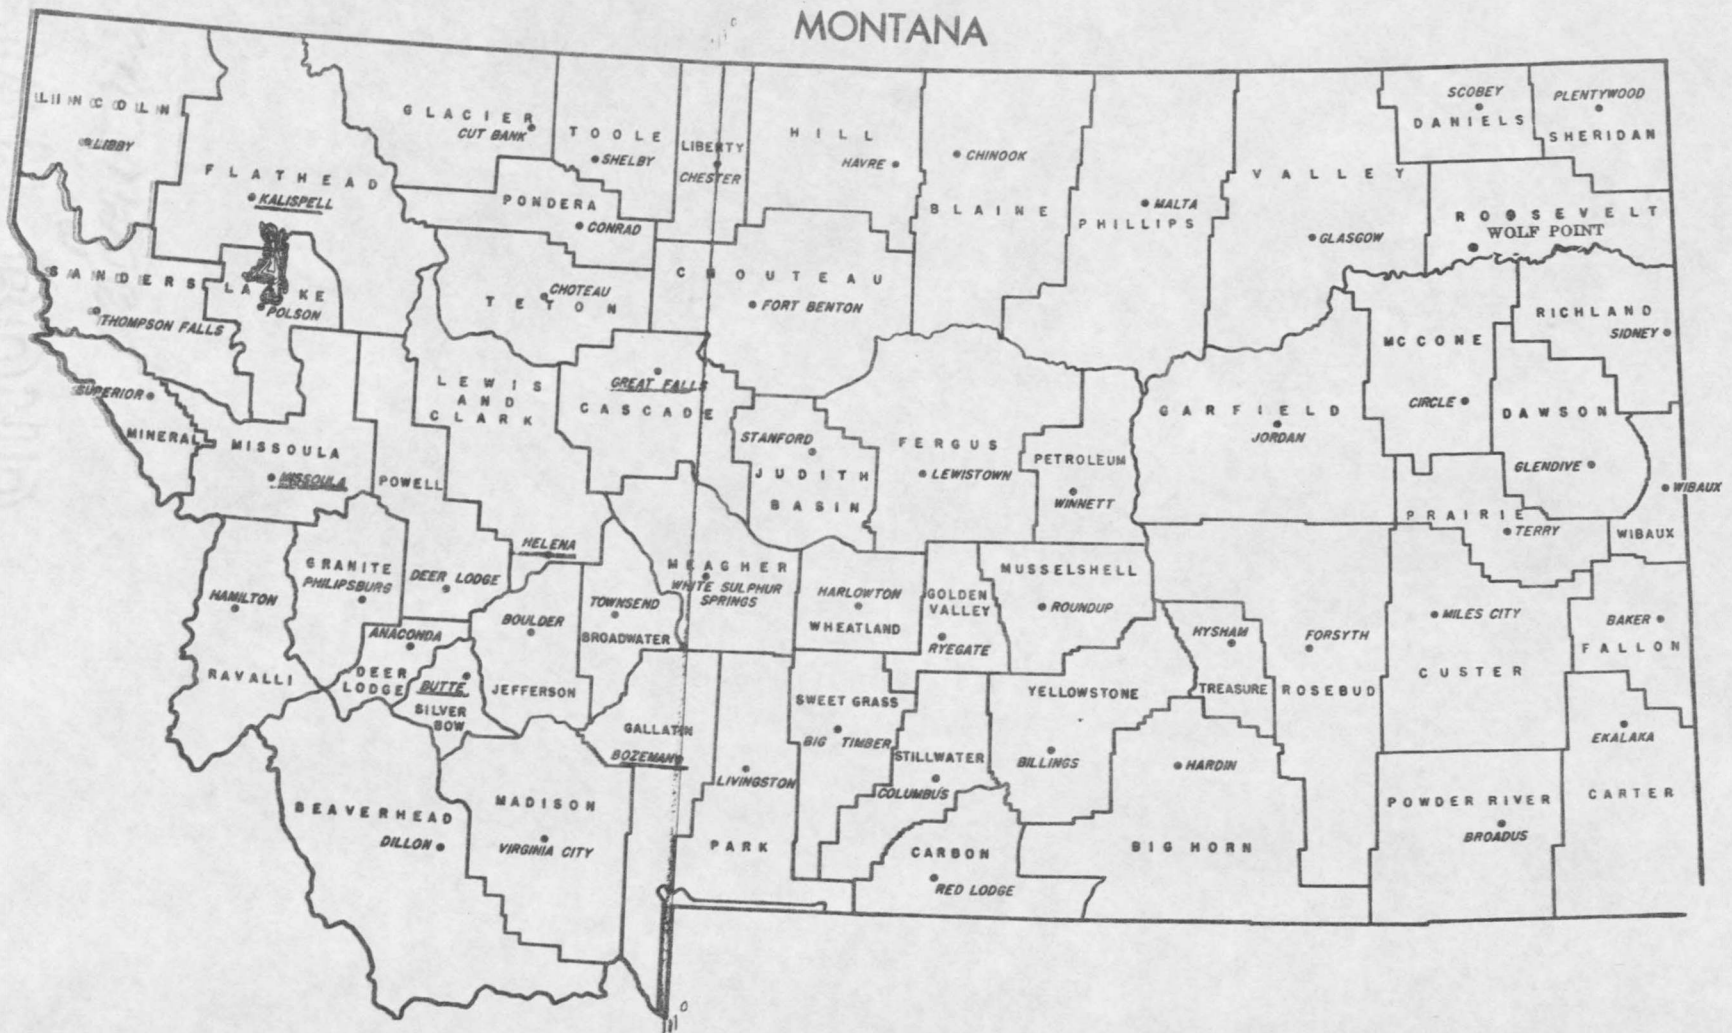 MONTANA
LINCOLN
LIBBY
FLATHEAD
KALISPELL
GLACIER
CUT BANK
TOOLE
SHELBY
LIBERTY
CHESTER
HILL
HAVRE
CHINOOK
BLAINE
MALTA
PHILLIPS
VALLEY
GLASGOW
SCOBEY
DANIELS
PLENTYWOOD
SHERIDAN
ROOSEVELT
WOLF POINT
PONDERA
CONRAD
SANDERS
THOMPSON FALLS
LAKE
POLSON
TETON
CHOTEAU
CHOUTEAU
FORT BENTON
RICHLAND
SIDNEY
MCCONE
CIRCLE
SUPERIOR
MINERAL
MISSOULA
MISSOULA
POWELL
LEWIS
AND
CLARK
GREAT FALLS
CASCADE
STANFORD
JUDITH
BASIN
FERGUS
LEWISTOWN
PETROLEUM
WINNETT
GARFIELD
JORDAN
DAWSON
GLENDIVE
WIBAUX
PRAIRIE
TERRY
WIBAUX
HELENA
GRANITE
PHILIPSBURG
DEER LODGE
HAMILTON
RAVALLI
ANACONDA
DEER
LODGE
BUTTE
SILVER
BOW
BOULDER
JEFFERSON
TOWNSEND
BROADWATER
MEAGHER
WHITE SULPHUR
SPRINGS
HARLOWTON
WHEATLAND
GOLDEN
VALLEY
RYEGATE
MUSSELSHELL
ROUNDUP
HYSHAM
TREASURE
FORSYTH
ROSEBUD
MILES CITY
CUSTER
BAKER
FALLON
GALLATIN
BOZEMAN
LIVINGSTON
PARK
SWEET GRASS
BIG TIMBER
STILLWATER
COLUMBUS
YELLOWSTONE
BILLINGS
HARDIN
BIG HORN
EKALAKA
CARTER
POWDER RIVER
BROADUS
BEAVERHEAD
DILLON
MADISON
VIRGINIA CITY
CARBON
RED LODGE